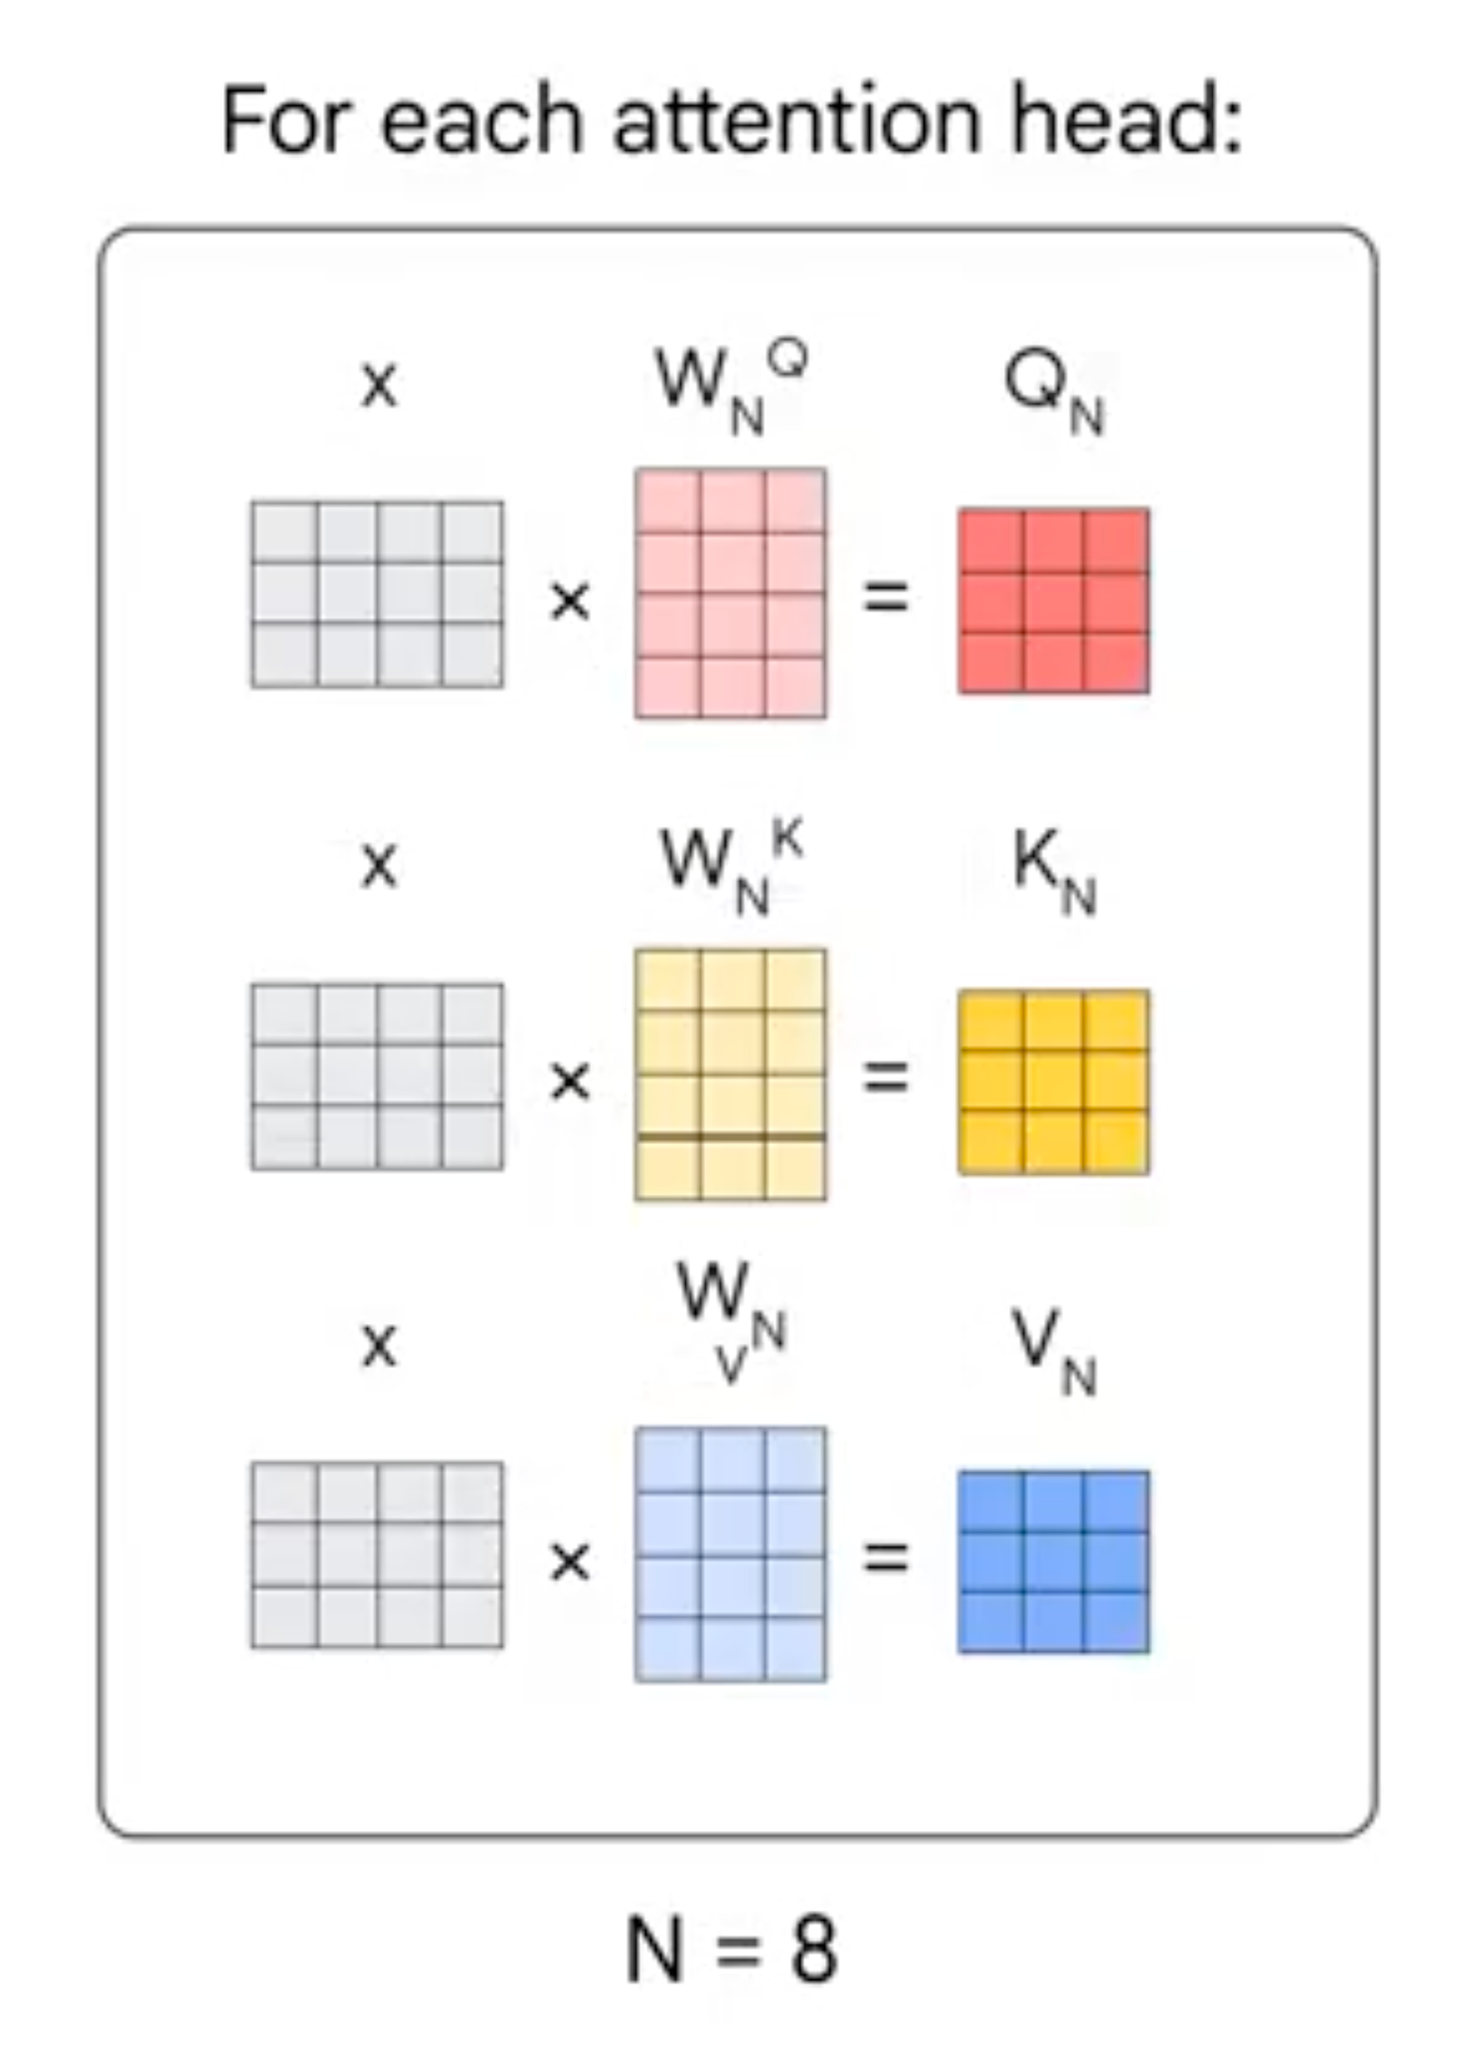 For each attention head:
x W_N^Q Q_N
× =
x W_N^K K_N
× =
x W_N V V_N
× =
N = 8